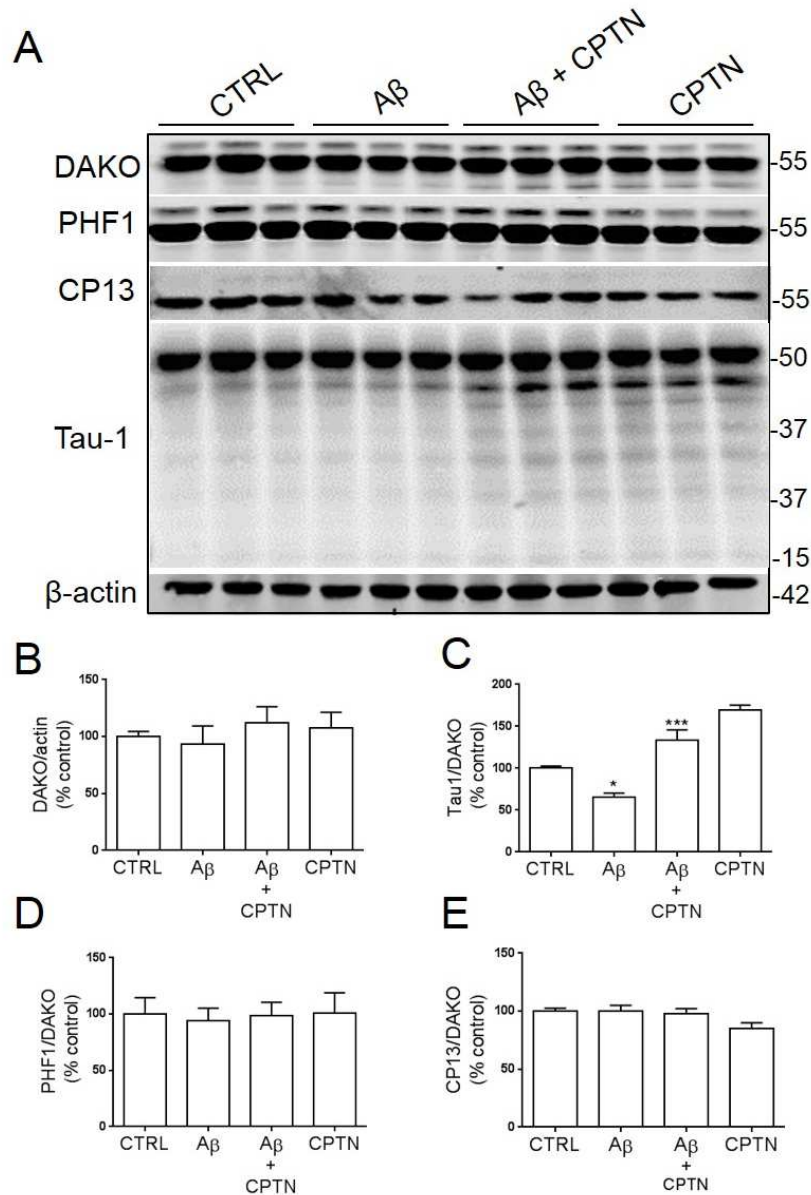 A
CTRL
Aβ
Aβ + CPTN
CPTN
DAKO
-55
PHF1
-55
CP13
-55
-50
-37
Tau-1
-37
-15
β-actin
-42
B
DAKO/actin
(% control)
150
100
50
0
CTRL
Aβ
Aβ
+
CPTN
CPTN
C
Tau1/DAKO
(% control)
200
150
100
50
0
*
***
CTRL
Aβ
Aβ
+
CPTN
CPTN
D
PHF1/DAKO
(% control)
150
100
50
0
CTRL
Aβ
Aβ
+
CPTN
CPTN
E
CP13/DAKO
(% control)
150
100
50
0
CTRL
Aβ
Aβ
+
CPTN
CPTN